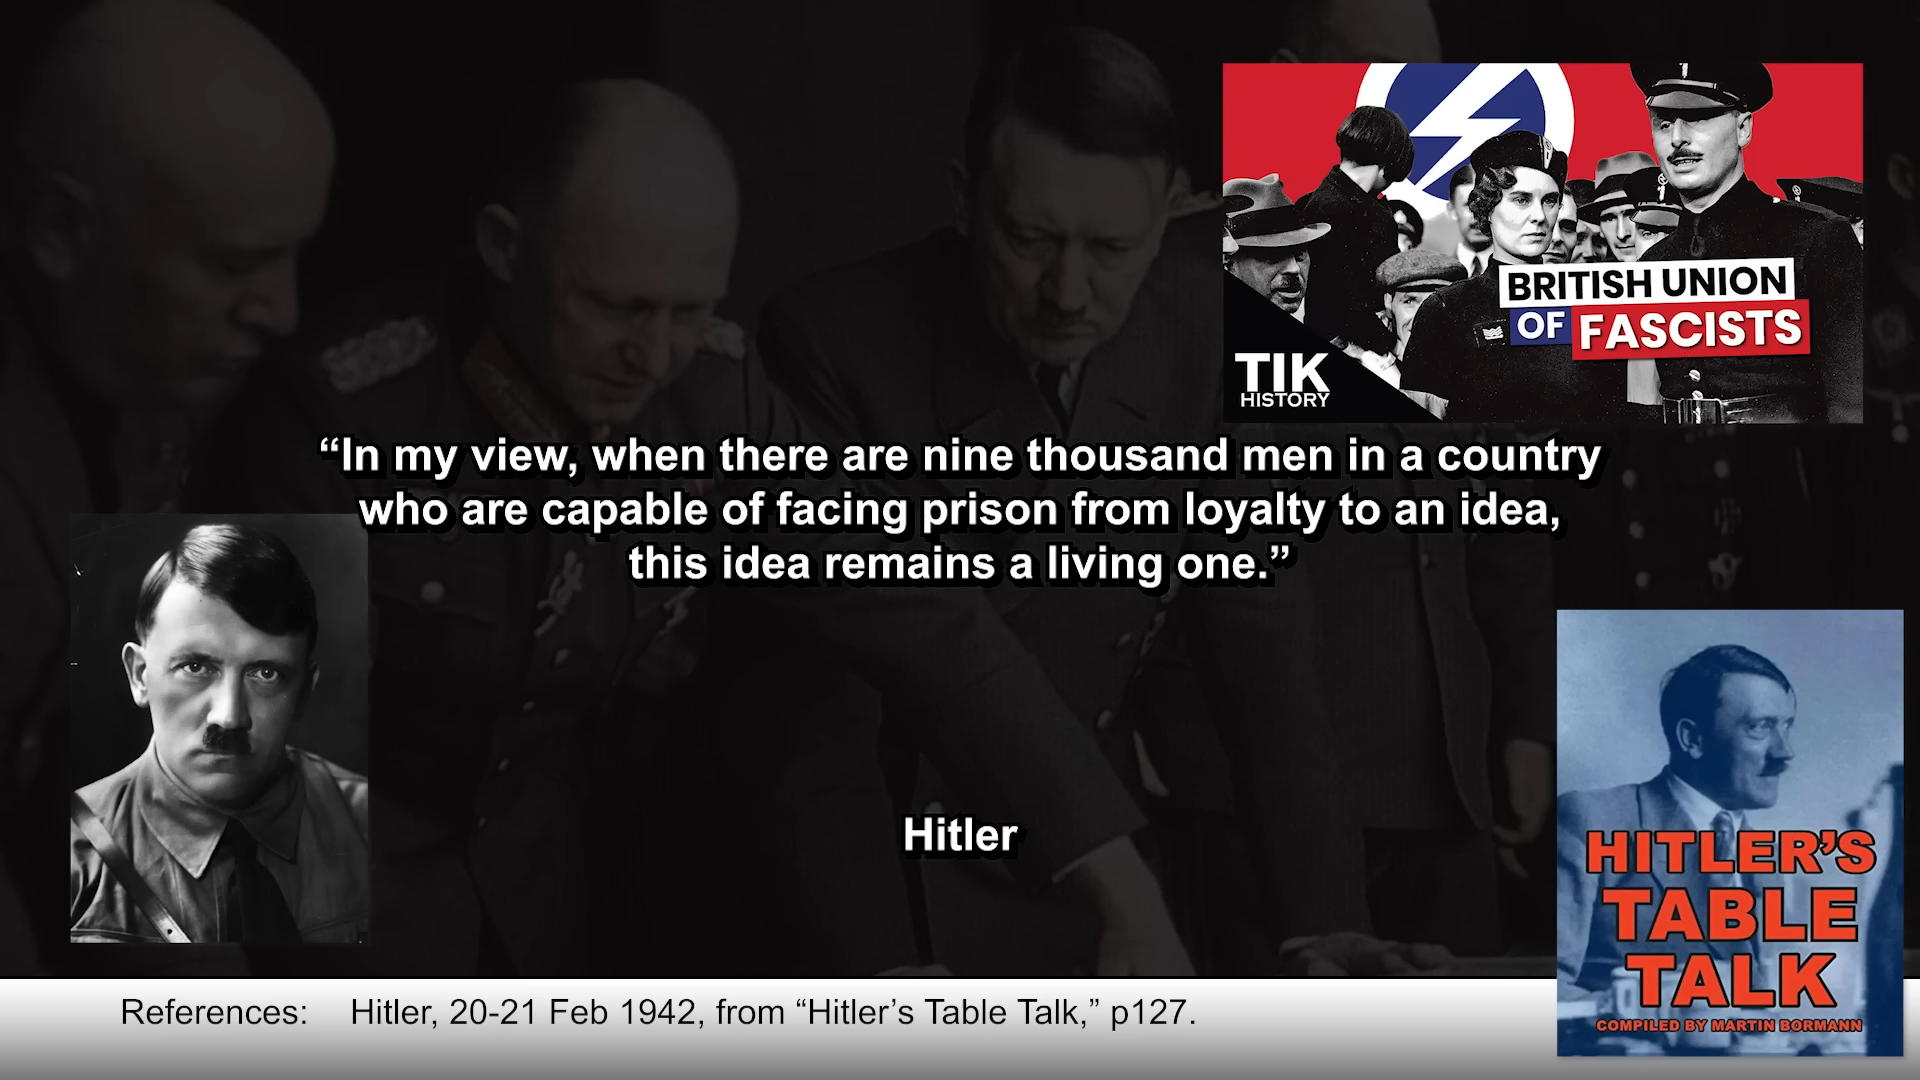 BRITISH UNION
OF FASCISTS
TIK
HISTORY
“In my view, when there are nine thousand men in a country
who are capable of facing prison from loyalty to an idea,
this idea remains a living one.”
Hitler
HITLER’S
TABLE
TALK
COMPILED BY MARTIN BORMANN
References: Hitler, 20-21 Feb 1942, from “Hitler’s Table Talk,” p127.